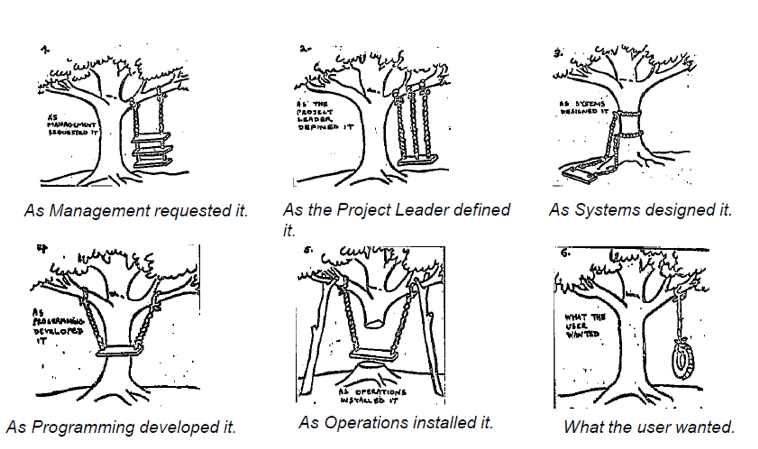 1.
AS
MANAGEMENT
REQUESTED IT
As Management requested it.
2.
AS THE
PROJECT
LEADER
DEFINED IT
As the Project Leader defined
it.
3.
AS SYSTEMS
DESIGNED IT
As Systems designed it.
4.
AS
PROGRAMMING
DEVELOPED
IT
As Programming developed it.
5.
AS OPERATIONS
INSTALLED IT
As Operations installed it.
6.
WHAT THE
USER
WANTED
What the user wanted.